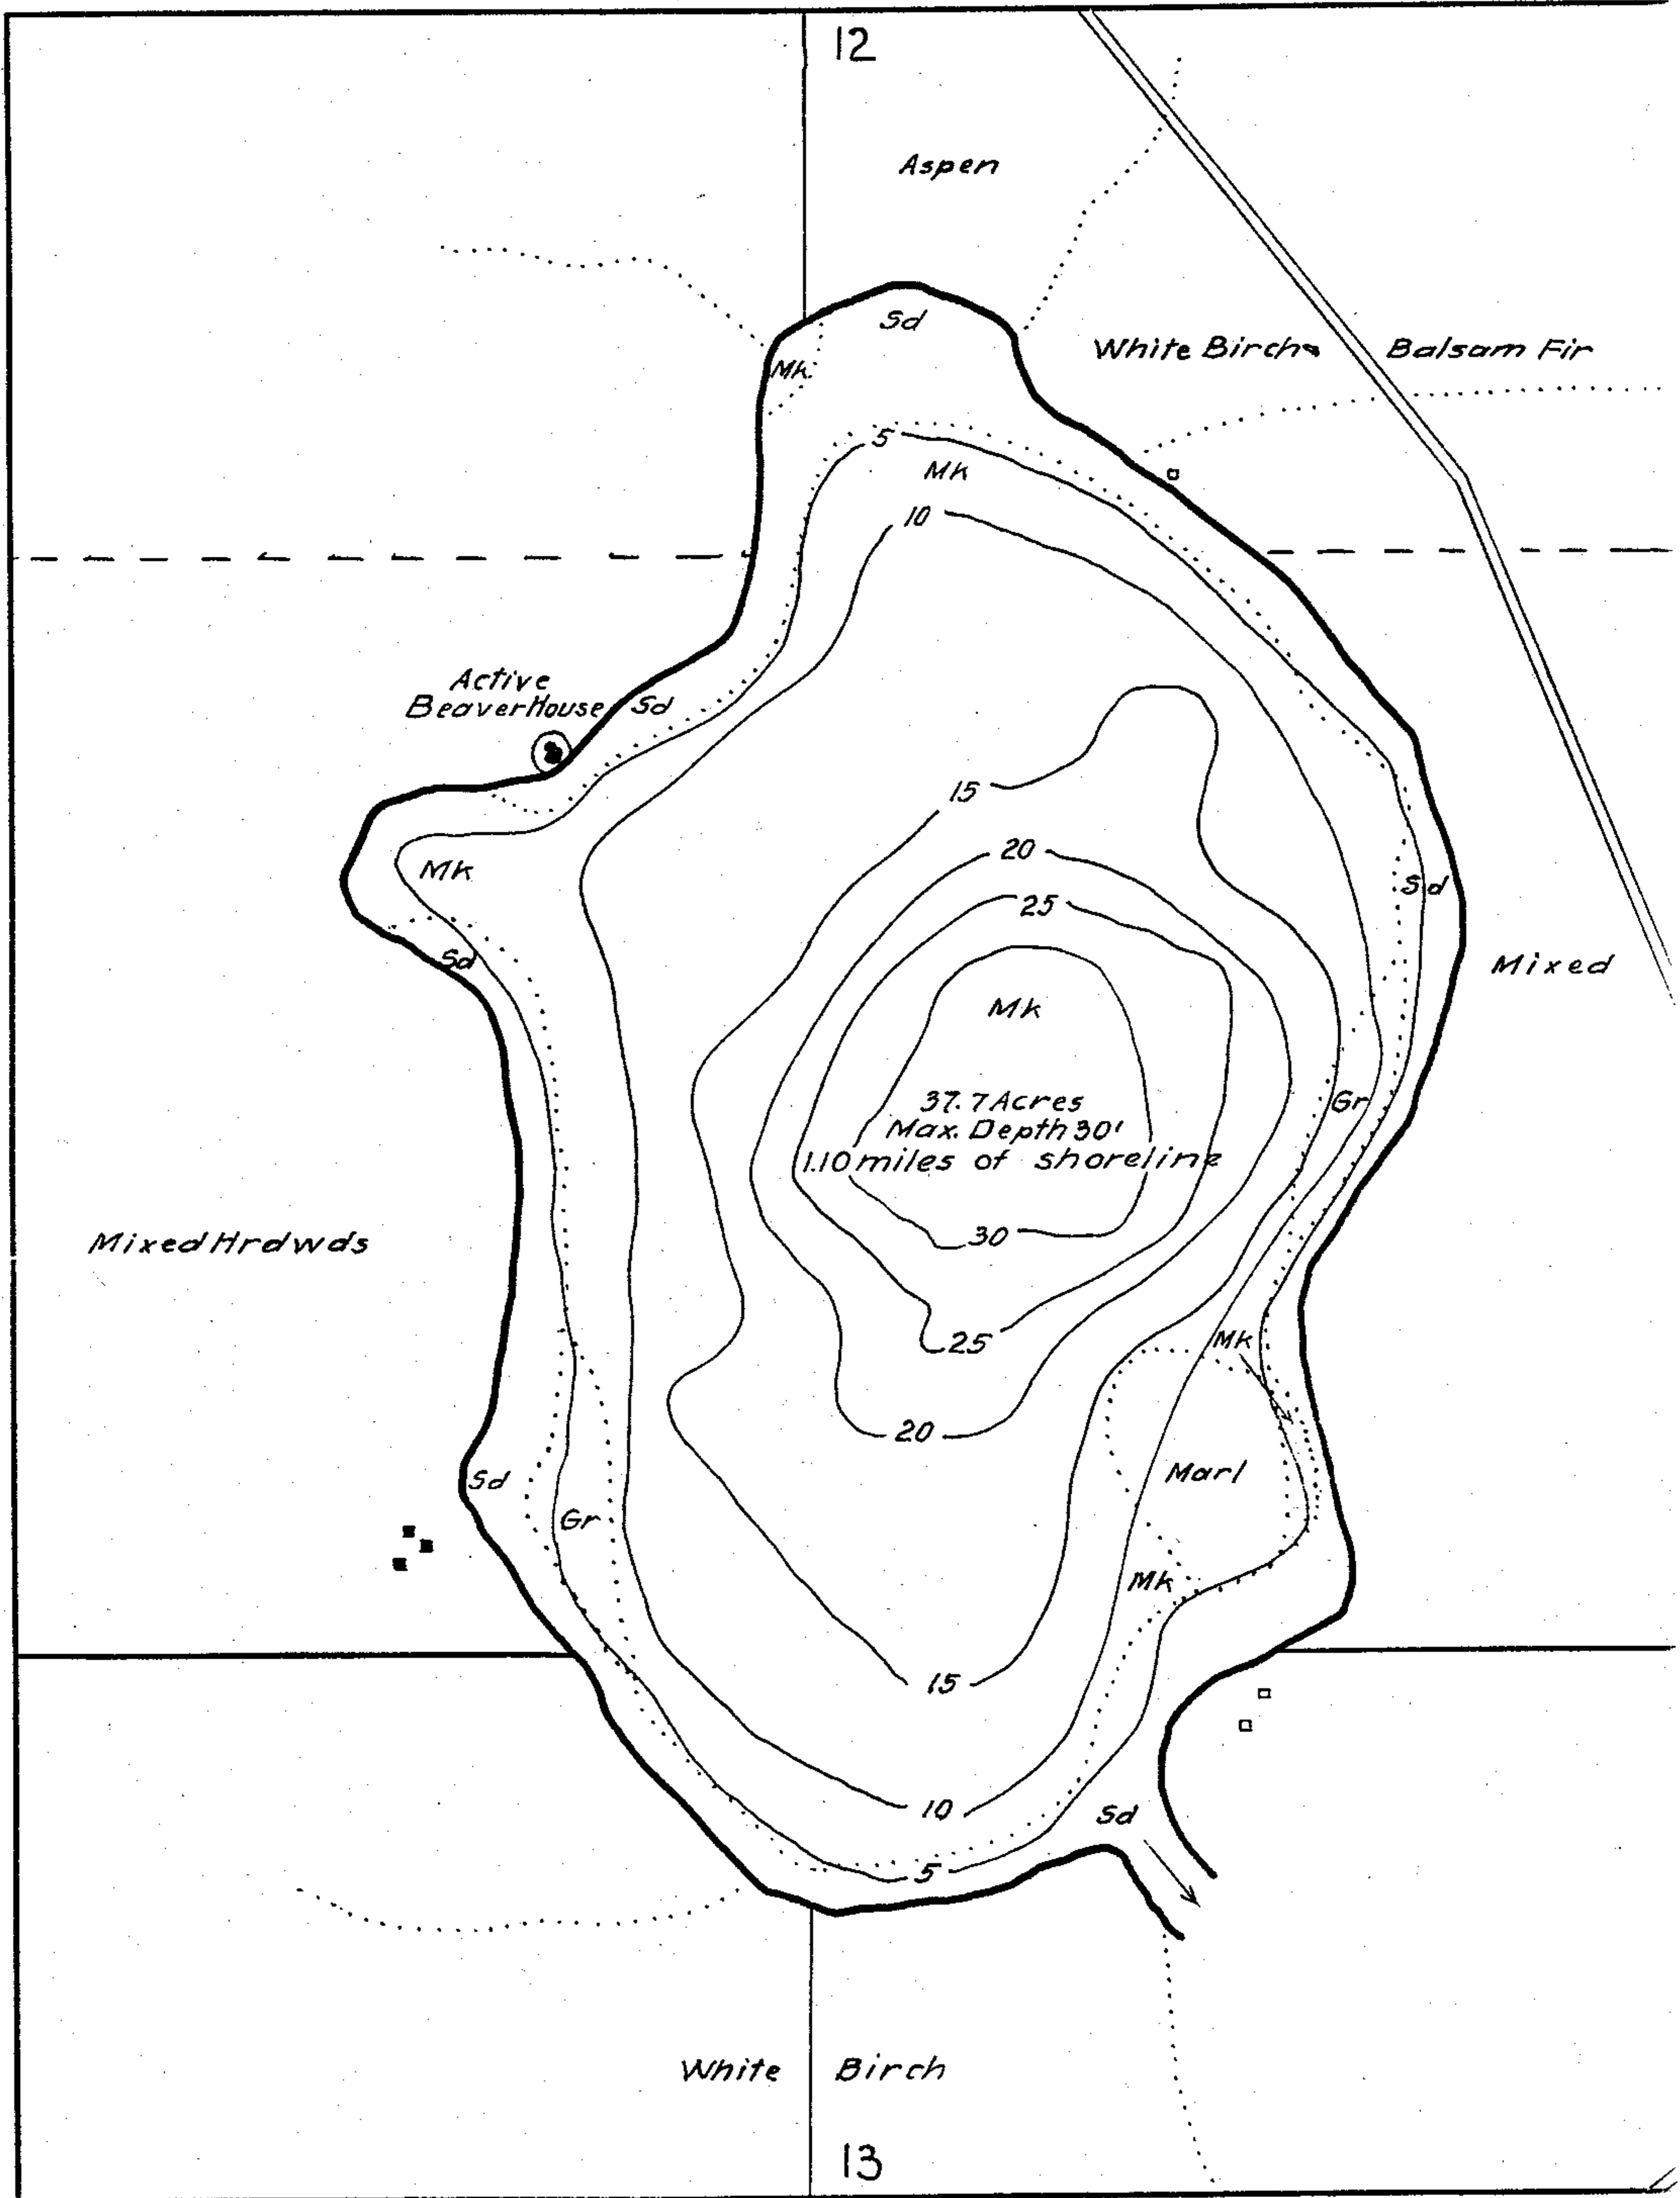 12
Aspen
Sd
White Birch
Balsam Fir
Mk
5
Mk
10
Active
Beaver House
Sd
15
20
Mk
Sd
25
Sd
Mixed
Mk
37.7 Acres
Max. Depth 30'
1.10 miles of shoreline
Gr
30
Mixed Hrdwds
25
Mk
20
Marl
Sd
Gr
Mk
15
10
Sd
5
White Birch
13